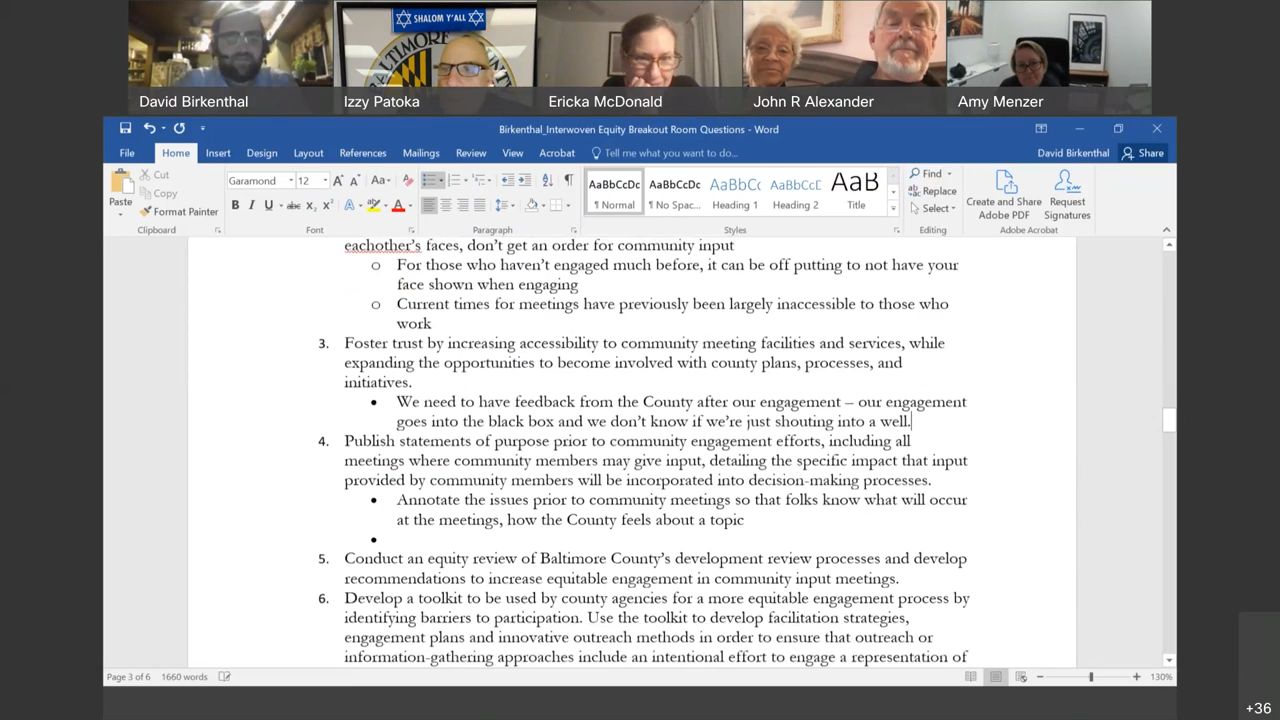 SHALOM Y'ALL
David Birkenthal
Izzy Patoka
Ericka McDonald
John R Alexander
Amy Menzer
Birkenthal_Interwoven Equity Breakout Room Questions - Word
File Home Insert Design Layout References Mailings Review View Acrobat Tell me what you want to do... David Birkenthal Share
Paste
Cut
Copy
Format Painter
Clipboard
Garamond 12
Font
Paragraph
AaBbCcDc AaBbCcDc AaBbCc AaBbCcD AaB
¶ Normal ¶ No Spac... Heading 1 Heading 2 Title
Styles
Find
Replace
Select
Editing
Create and Share Adobe PDF
Request Signatures
Adobe Acrobat
eachother's faces, don't get an order for community input
o For those who haven't engaged much before, it can be off putting to not have your
face shown when engaging
o Current times for meetings have previously been largely inaccessible to those who
work
3. Foster trust by increasing accessibility to community meeting facilities and services, while
expanding the opportunities to become involved with county plans, processes, and
initiatives.
• We need to have feedback from the County after our engagement – our engagement
goes into the black box and we don't know if we're just shouting into a well.
4. Publish statements of purpose prior to community engagement efforts, including all
meetings where community members may give input, detailing the specific impact that input
provided by community members will be incorporated into decision-making processes.
• Annotate the issues prior to community meetings so that folks know what will occur
at the meetings, how the County feels about a topic
•
5. Conduct an equity review of Baltimore County's development review processes and develop
recommendations to increase equitable engagement in community input meetings.
6. Develop a toolkit to be used by county agencies for a more equitable engagement process by
identifying barriers to participation. Use the toolkit to develop facilitation strategies,
engagement plans and innovative outreach methods in order to ensure that outreach or
information-gathering approaches include an intentional effort to engage a representation of
Page 3 of 6 1660 words 130%
+36